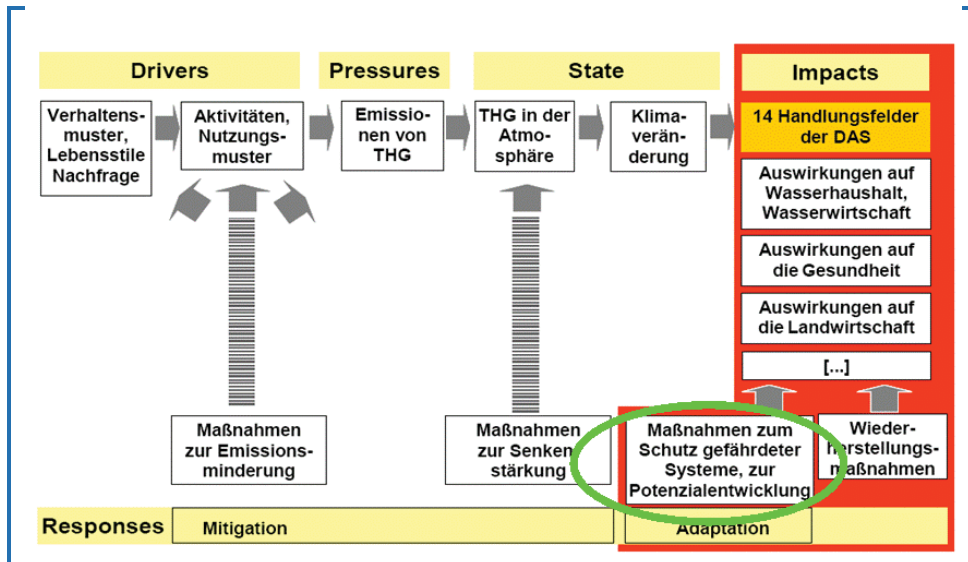 Drivers
Pressures
State
Impacts
Verhaltens-
muster,
Lebensstile
Nachfrage
Aktivitäten,
Nutzungs-
muster
Emissio-
nen von
THG
THG in der
Atmo-
sphäre
Klima-
verän-
derung
14 Handlungsfelder
der DAS
Auswirkungen auf
Wasserhaushalt,
Wasserwirtschaft
Auswirkungen auf
die Gesundheit
Auswirkungen auf
die Landwirtschaft
[...]
Maßnahmen
zur Emissions-
minderung
Maßnahmen
zur Senken
stärkung
Maßnahmen zum
Schutz gefährdeter
Systeme, zur
Potenzialentwicklung
Wieder-
herstellungs-
maßnahmen
Responses
Mitigation
Adaptation